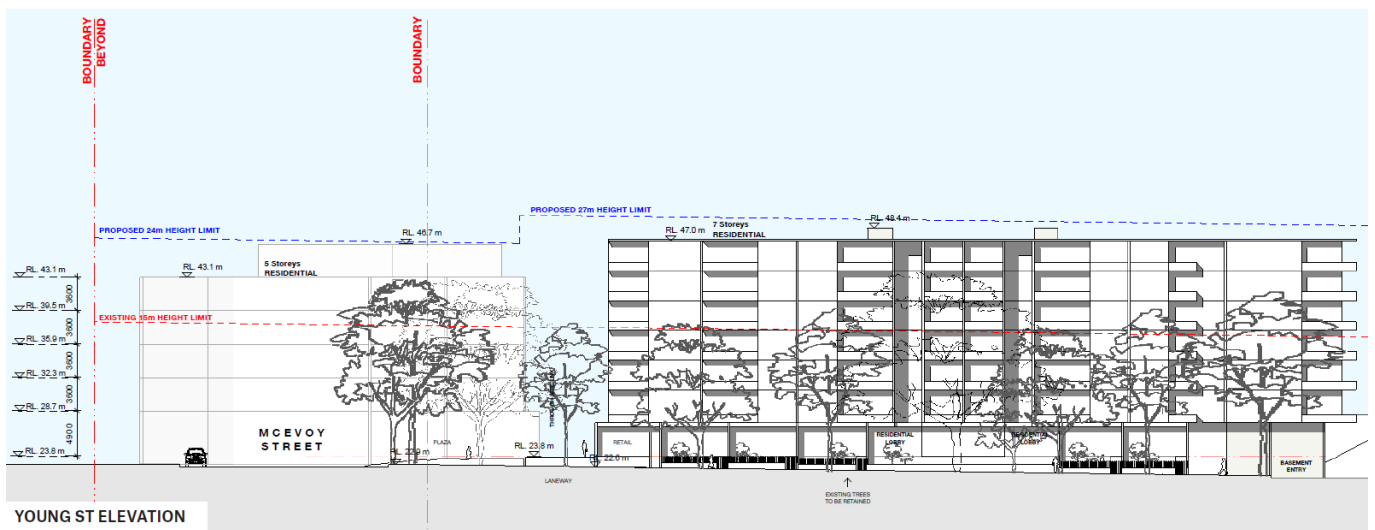 BOUNDARY
BEYOND
BOUNDARY
PROPOSED 27m HEIGHT LIMIT
PROPOSED 24m HEIGHT LIMIT
RL. 46.7 m
RL. 47.0 m
7 Storeys
RESIDENTIAL
RL. 48.4 m
5 Storeys
RESIDENTIAL
RL. 43.1 m
RL. 43.1 m
3600
RL. 39.5 m
EXISTING 15m HEIGHT LIMIT
3600
RL. 35.9 m
3600
RL. 32.3 m
3600
RL. 28.7 m
4900
RL. 23.8 m
MCEVOY
STREET
PLAZA
RL. 23.8 m
RL. 22.6 m
RETAIL
RESIDENTIAL
LOBBY
RESIDENTIAL
LOBBY
BASEMENT
ENTRY
LANEWAY
EXISTING TREES
TO BE RETAINED
YOUNG ST ELEVATION